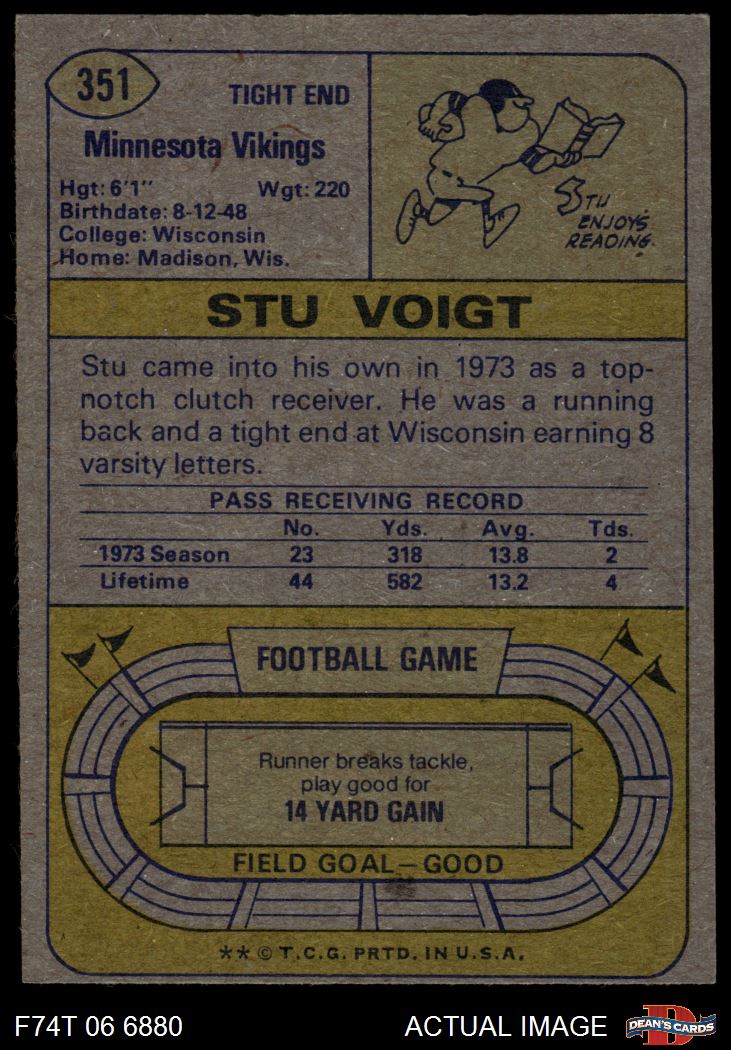 351
TIGHT END
Minnesota Vikings
Hgt: 6'1" Wgt: 220
Birthdate: 8-12-48
College: Wisconsin
Home: Madison, Wis.
STU
ENJOYS
READING.
STU VOIGT
Stu came into his own in 1973 as a top-
notch clutch receiver. He was a running
back and a tight end at Wisconsin earning 8
varsity letters.
PASS RECEIVING RECORD
No. Yds. Avg. Tds.
1973 Season 23 318 13.8 2
Lifetime 44 582 13.2 4
FOOTBALL GAME
Runner breaks tackle,
play good for
14 YARD GAIN
FIELD GOAL—GOOD
** © T.C.G. PRTD. IN U.S.A.
F74T 06 6880 ACTUAL IMAGE D DEAN'S CARDS